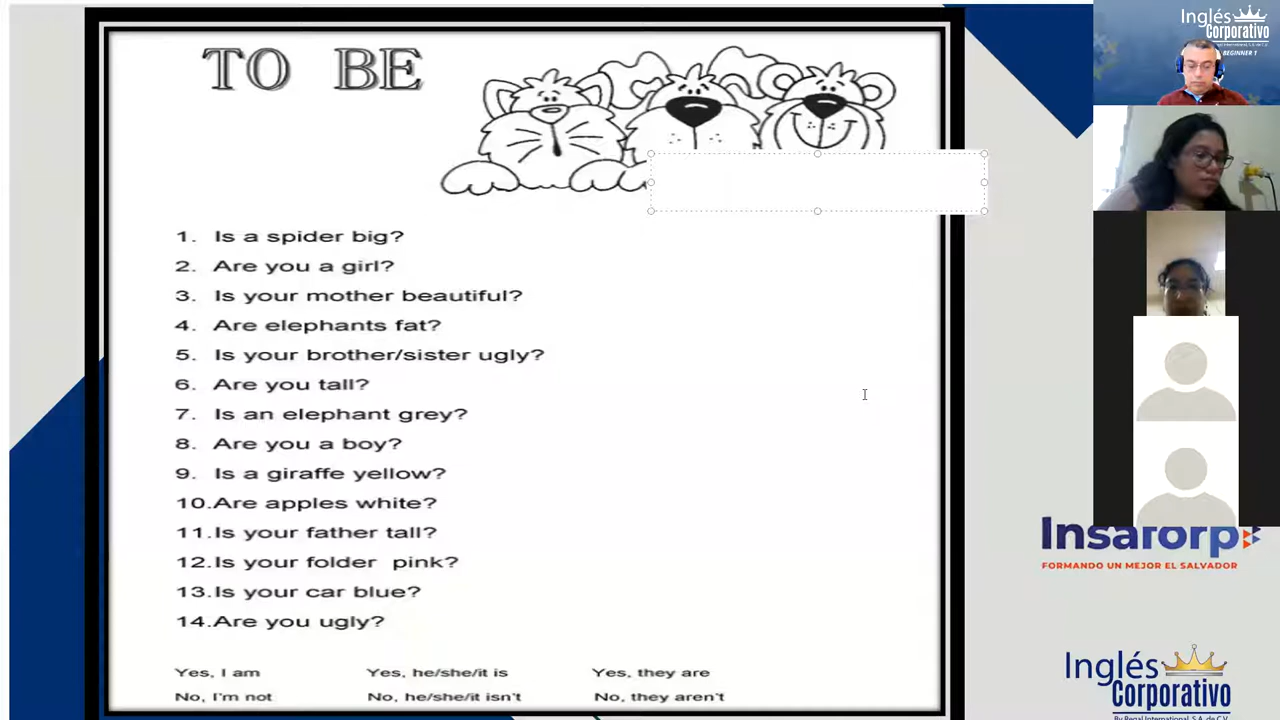 TO BE
1. Is a spider big?
2. Are you a girl?
3. Is your mother beautiful?
4. Are elephants fat?
5. Is your brother/sister ugly?
6. Are you tall?
7. Is an elephant grey?
8. Are you a boy?
9. Is a giraffe yellow?
10.Are apples white?
11.Is your father tall?
12.Is your folder pink?
13.Is your car blue?
14.Are you ugly?
Yes, I am Yes, he/she/it is Yes, they are
No, I'm not No, he/she/it isn't No, they aren't
Inglés
Corporativo
BEGINNER 1
Insaforp
FORMANDO UN MEJOR EL SALVADOR
Inglés
Corporativo
By Regal International, S.A. de C.V.